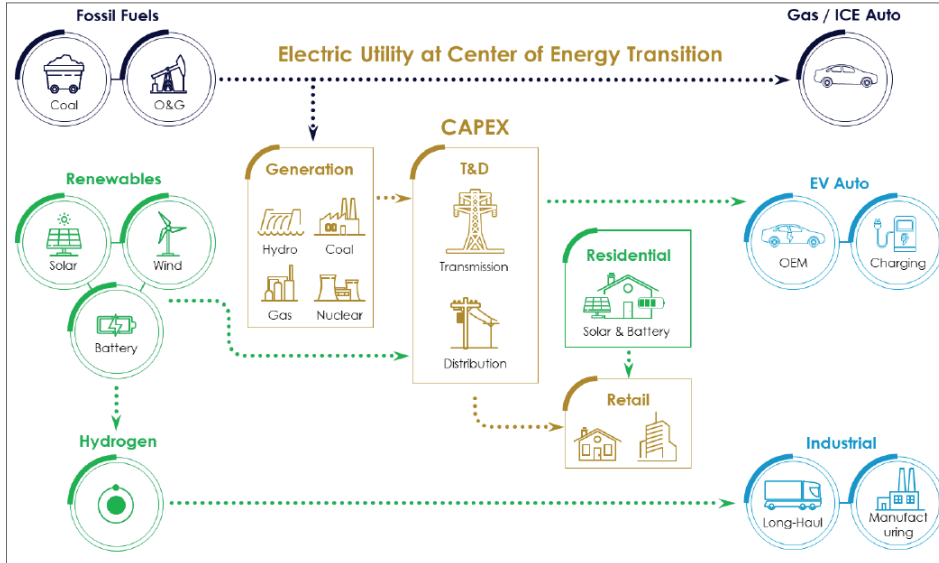 Fossil Fuels
Gas / ICE Auto
Electric Utility at Center of Energy Transition
Coal
O&G
CAPEX
Generation
T&D
Renewables
EV Auto
Solar
Wind
Hydro
Coal
Transmission
Residential
OEM
Charging
Gas
Nuclear
Solar & Battery
Battery
Distribution
Retail
Hydrogen
Industrial
Long-Haul
Manufact
uring